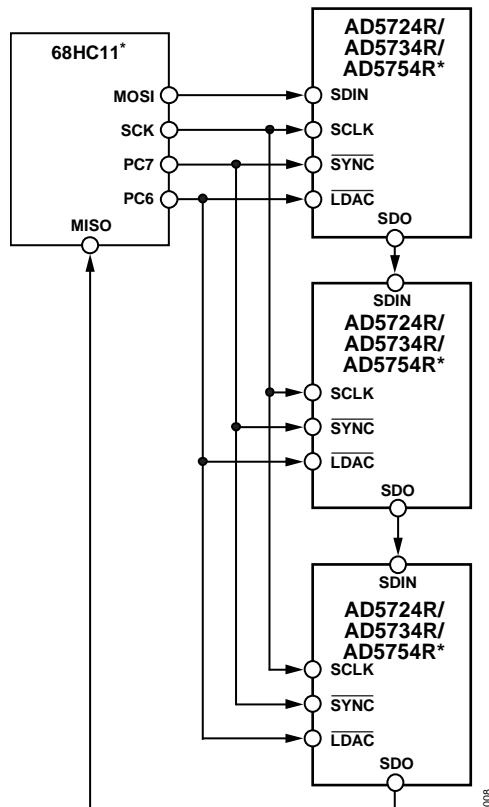 68HC11*
MOSI
SCK
PC7
PC6
MISO
AD5724R/
AD5734R/
AD5754R*
SDIN
SCLK
SYNC
LDAC
SDO
SDIN
AD5724R/
AD5734R/
AD5754R*
SCLK
SYNC
LDAC
SDO
SDIN
AD5724R/
AD5734R/
AD5754R*
SCLK
SYNC
LDAC
SDO